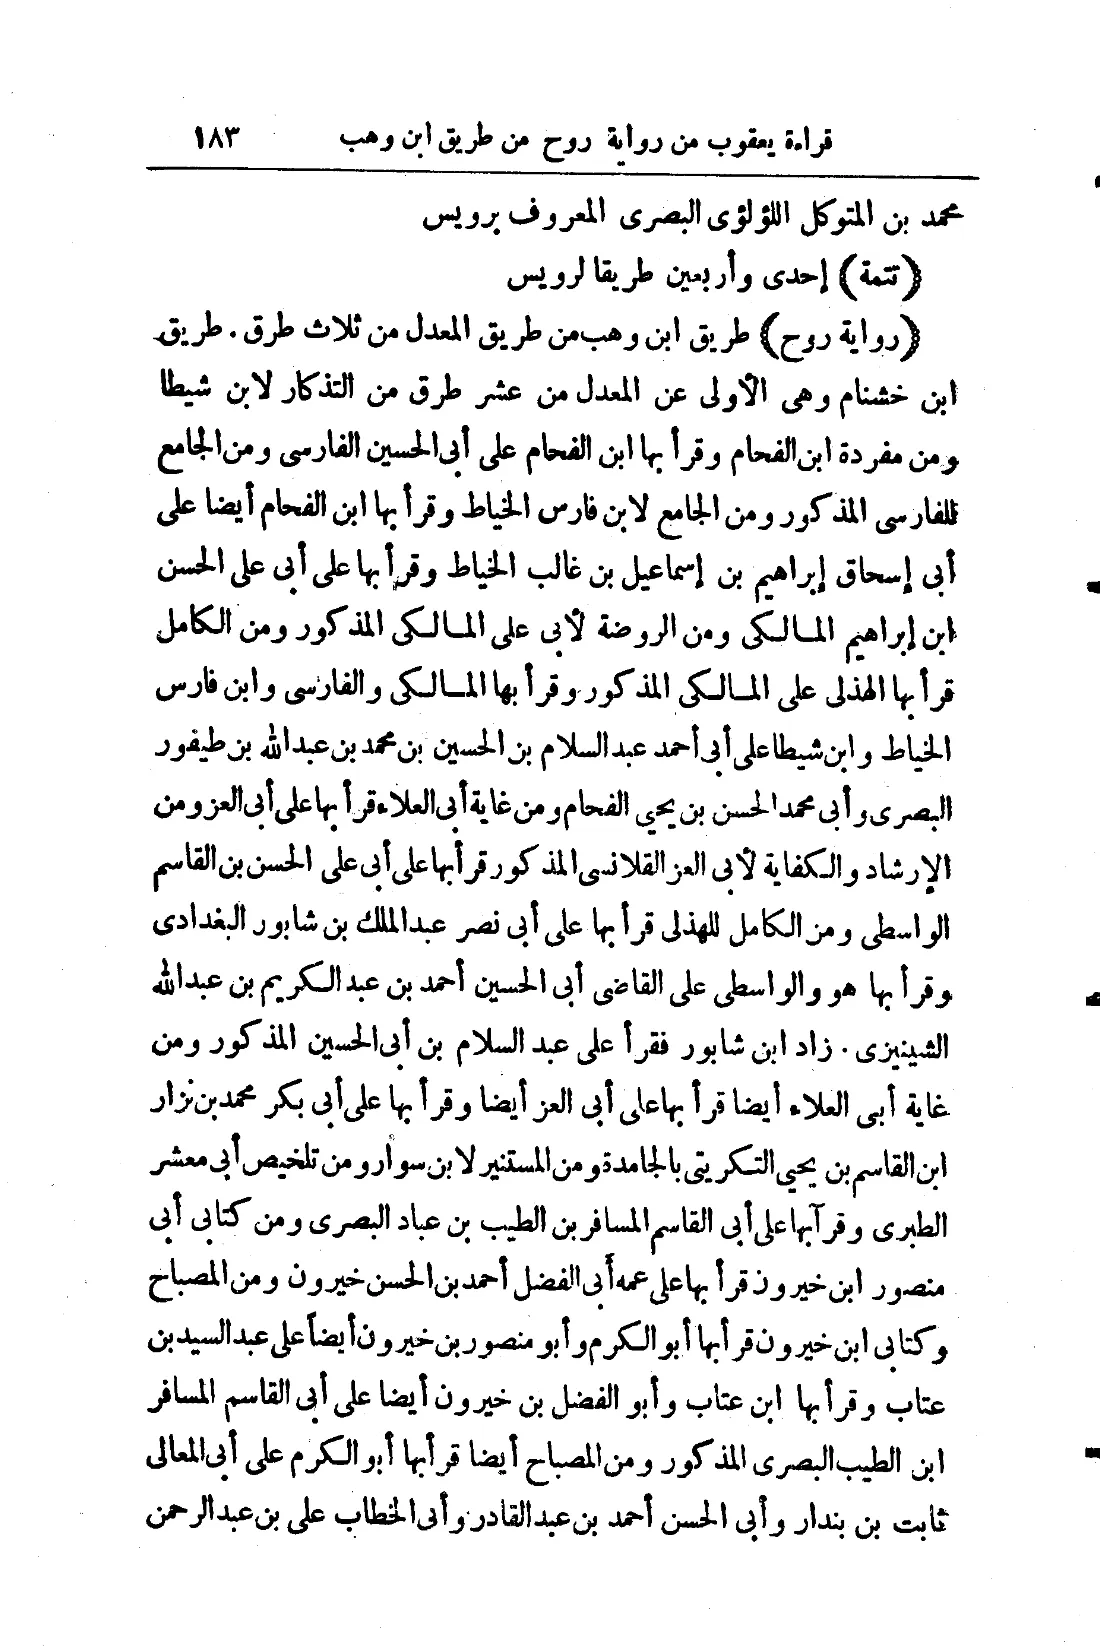 قراءة يعقوب من رواية روح من طريق ابن وهب ١٨٣
محمد بن المتوكل اللؤلؤى البصرى المعروف برويس
﴿تتمة﴾ إحدى وأربعين طريقا لرويس
﴿رواية روح﴾ طريق ابن وهب من طريق المعدل من ثلاث طرق . طريق
ابن خشنام وهى الأولى عن المعدل من عشر طرق من التذكار لابن شيطا
ومن مفردة ابن الفحام وقرأ بها ابن الفحام على أبى الحسين الفارسى ومن الجامع
للفارسى المذكور ومن الجامع لابن فارس الخياط وقرأ بها ابن الفحام أيضا على
أبى إسحاق إبراهيم بن إسماعيل بن غالب الخياط وقرأ بها على أبى على الحسن
ابن إبراهيم المالكى ومن الروضة لأبى على المالكى المذكور ومن الكامل
قرأ بها الهذلى على المالكى المذكور وقرأ بها المالكى والفارسى وابن فارس
الخياط وابن شيطا على أبى أحمد عبد السلام بن الحسين بن محمد بن عبد الله بن طيفور
البصرى وأبى محمد الحسن بن يحيى الفحام ومن غاية أبى العلاء قرأ بها على أبى العز ومن
الإرشاد والكفاية لأبى العز القلانسى المذكور قرأ بها على أبى على الحسن بن القاسم
الواسطى ومن الكامل للهذلى قرأ بها على أبى نصر عبد الملك بن شابور البغدادى
وقرأ بها هو والواسطى على القاضى أبى الحسين أحمد بن عبد الكريم بن عبد الله
الشينيزى . زاد ابن شابور فقرأ على عبد السلام بن أبى الحسين المذكور ومن
غاية أبى العلاء أيضا قرأ بها على أبى العز أيضا وقرأ بها على أبى بكر محمد بن نزار
ابن القاسم بن يحيى التكريتى بالجامدة ومن المستنير لابن سوار ومن تلخيص أبى معشر
الطبرى وقرآ بها على أبى القاسم المسافر بن الطيب بن عباد البصرى ومن كتابى أبى
منصور ابن خيرون قرأ بها على عمه أبى الفضل أحمد بن الحسن خيرون ومن المصباح
وكتابى ابن خيرون قرأ بها أبو الكرم وأبو منصور بن خيرون أيضاً على عبد السيد بن
عتاب وقرأ بها ابن عتاب وأبو الفضل بن خيرون أيضا على أبى القاسم المسافر
ابن الطيب البصرى المذكور ومن المصباح أيضا قرأ بها أبو الكرم على أبى المعالى
ثابت بن بندار وأبى الحسن أحمد بن عبد القادر وأبى الخطاب على بن عبد الرحمن